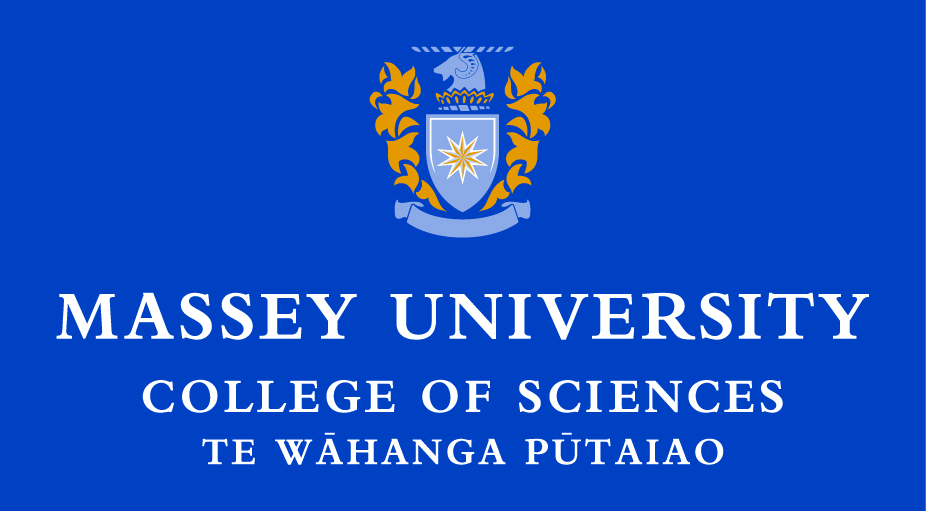 MASSEY UNIVERSITY
COLLEGE OF SCIENCES
TE WĀHANGA PŪTAIAO